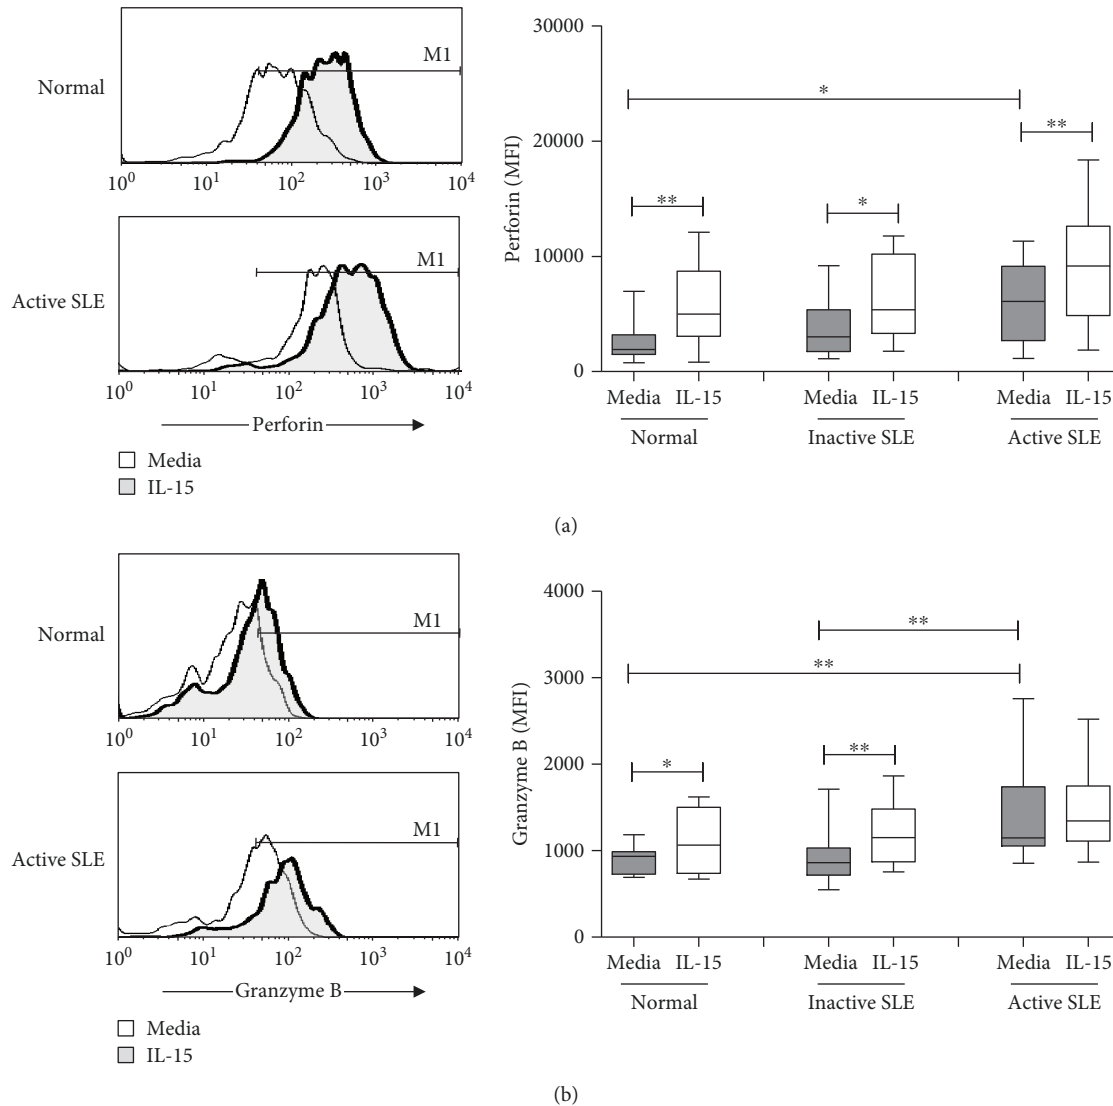 Normal
M1
10^0 10^1 10^2 10^3 10^4
Active SLE
M1
10^0 10^1 10^2 10^3 10^4
Perforin
Media
IL-15
Perforin (MFI)
30000
20000
10000
0
*
**
*
**
Media IL-15 Media IL-15 Media IL-15
Normal Inactive SLE Active SLE
(a)
Normal
M1
10^0 10^1 10^2 10^3 10^4
Active SLE
M1
10^0 10^1 10^2 10^3 10^4
Granzyme B
Media
IL-15
Granzyme B (MFI)
4000
3000
2000
1000
0
**
**
*
**
Media IL-15 Media IL-15 Media IL-15
Normal Inactive SLE Active SLE
(b)